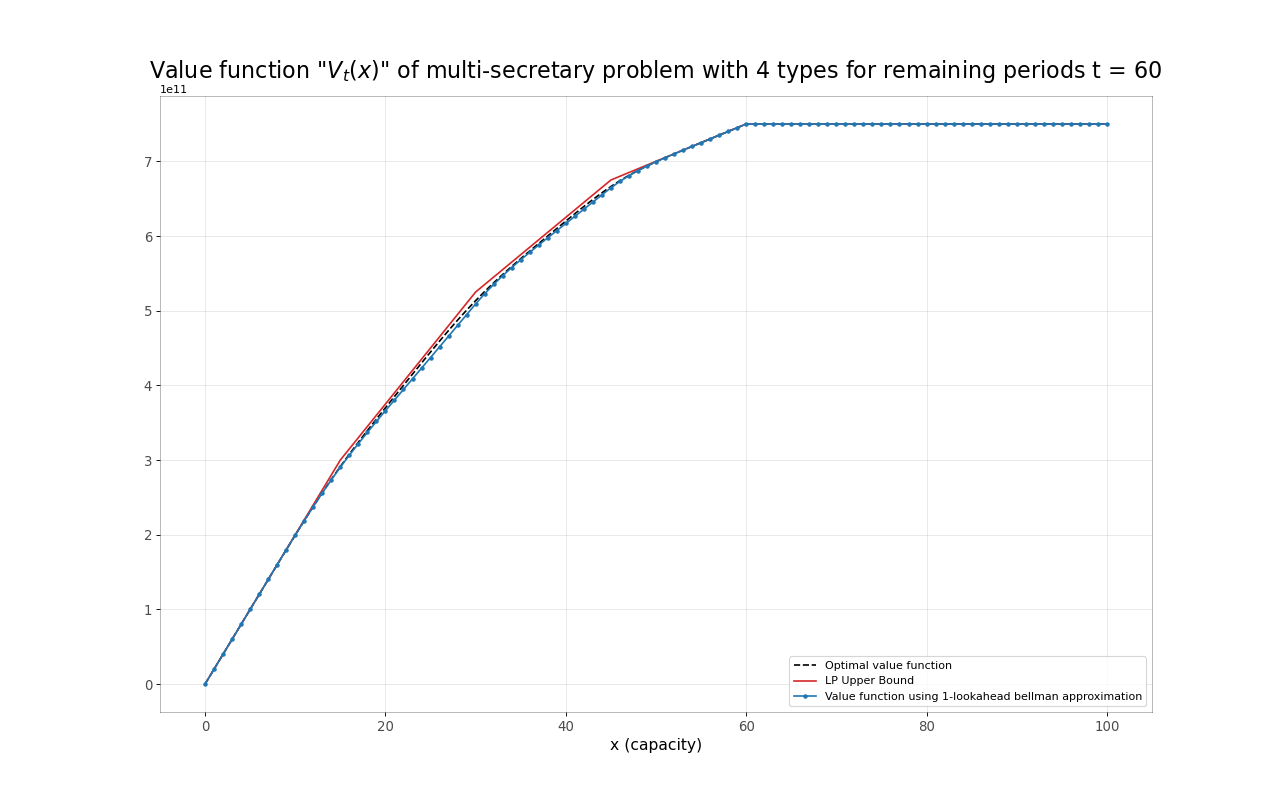 Value function "V_t(x)" of multi-secretary problem with 4 types for remaining periods t = 60
1e11
7
6
5
4
3
2
1
0
Optimal value function
LP Upper Bound
Value function using 1-lookahead bellman approximation
0 20 40 60 80 100
x (capacity)